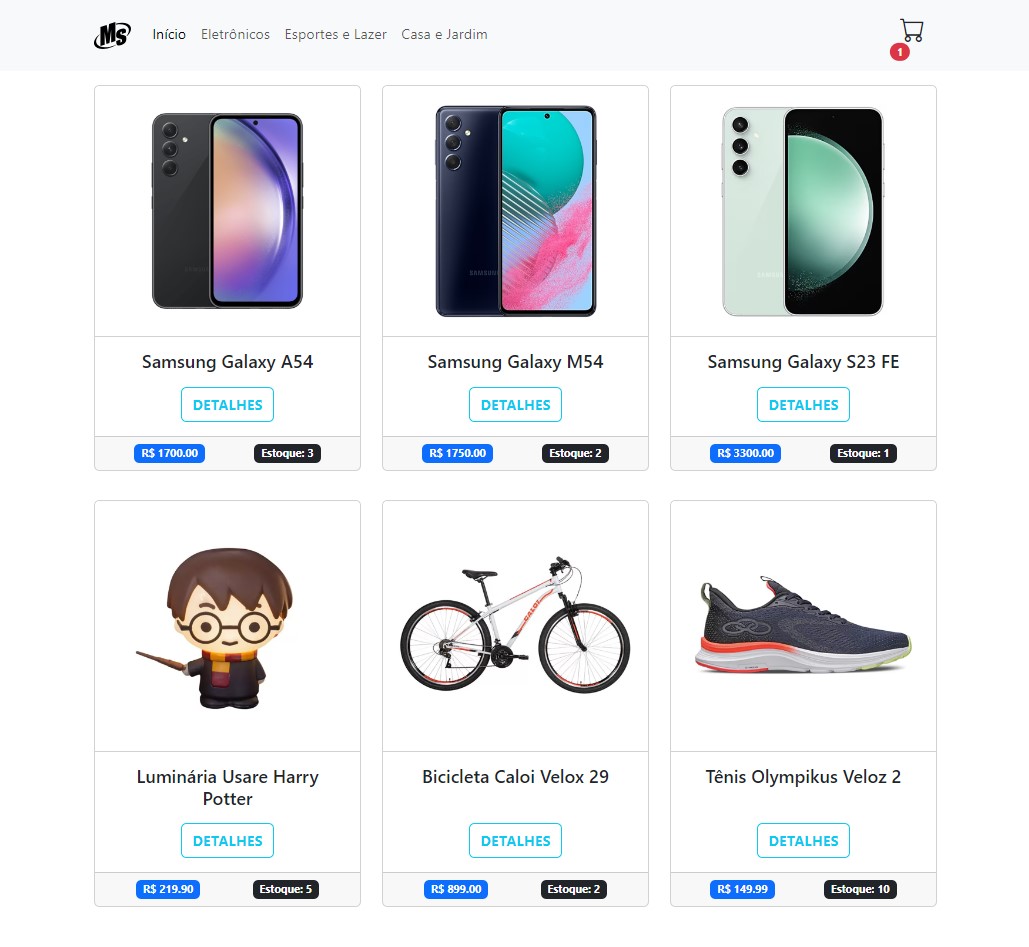 MS
Início Eletrônicos Esportes e Lazer Casa e Jardim
1
SAMSUNG
Samsung Galaxy A54
Samsung Galaxy M54
Samsung Galaxy S23 FE
DETALHES
DETALHES
DETALHES
R$ 1700.00 Estoque: 3
R$ 1750.00 Estoque: 2
R$ 3300.00 Estoque: 1
CALOI
Luminária Usare Harry
Potter
Bicicleta Caloi Velox 29
Tênis Olympikus Veloz 2
DETALHES
DETALHES
DETALHES
R$ 219.90 Estoque: 5
R$ 899.00 Estoque: 2
R$ 149.99 Estoque: 10